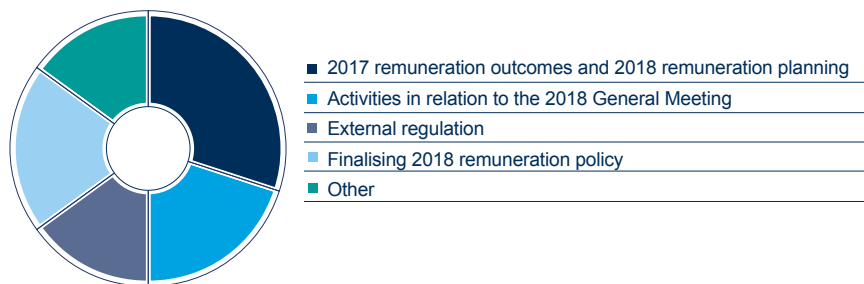 2017 remuneration outcomes and 2018 remuneration planning
Activities in relation to the 2018 General Meeting
External regulation
Finalising 2018 remuneration policy
Other